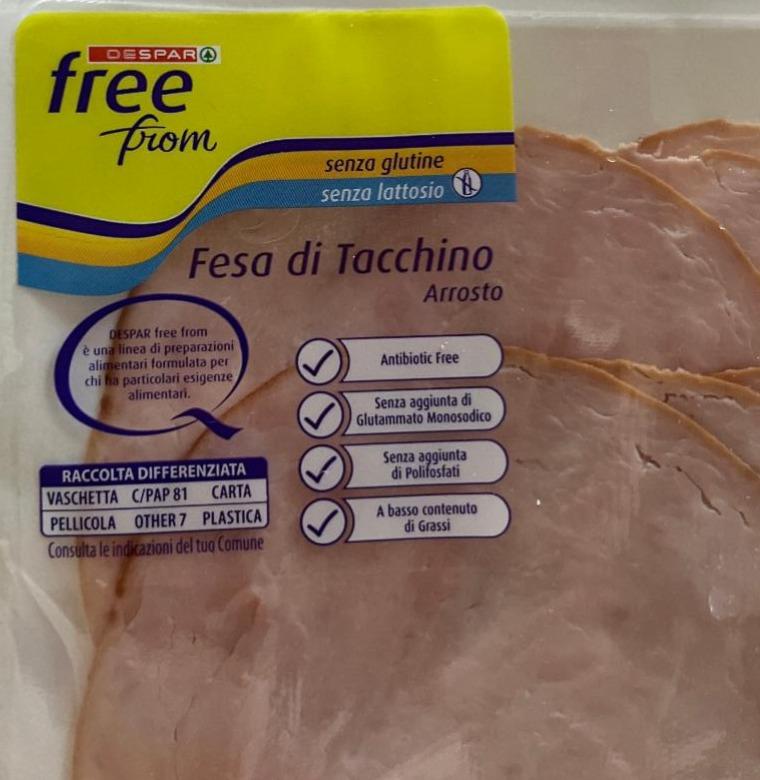 DESPAR
free
from
senza glutine
senza lattosio
Fesa di Tacchino
Arrosto
DESPAR free from
è una linea di preparazioni
alimentari formulata per
chi ha particolari esigenze
alimentari.
Antibiotic Free
Senza aggiunta di
Glutammato Monosodico
Senza aggiunta
di Polifosfati
A basso contenuto
di Grassi
RACCOLTA DIFFERENZIATA
VASCHETTA C/PAP 81 CARTA
PELLICOLA OTHER 7 PLASTICA
Consulta le indicazioni del tuo Comune